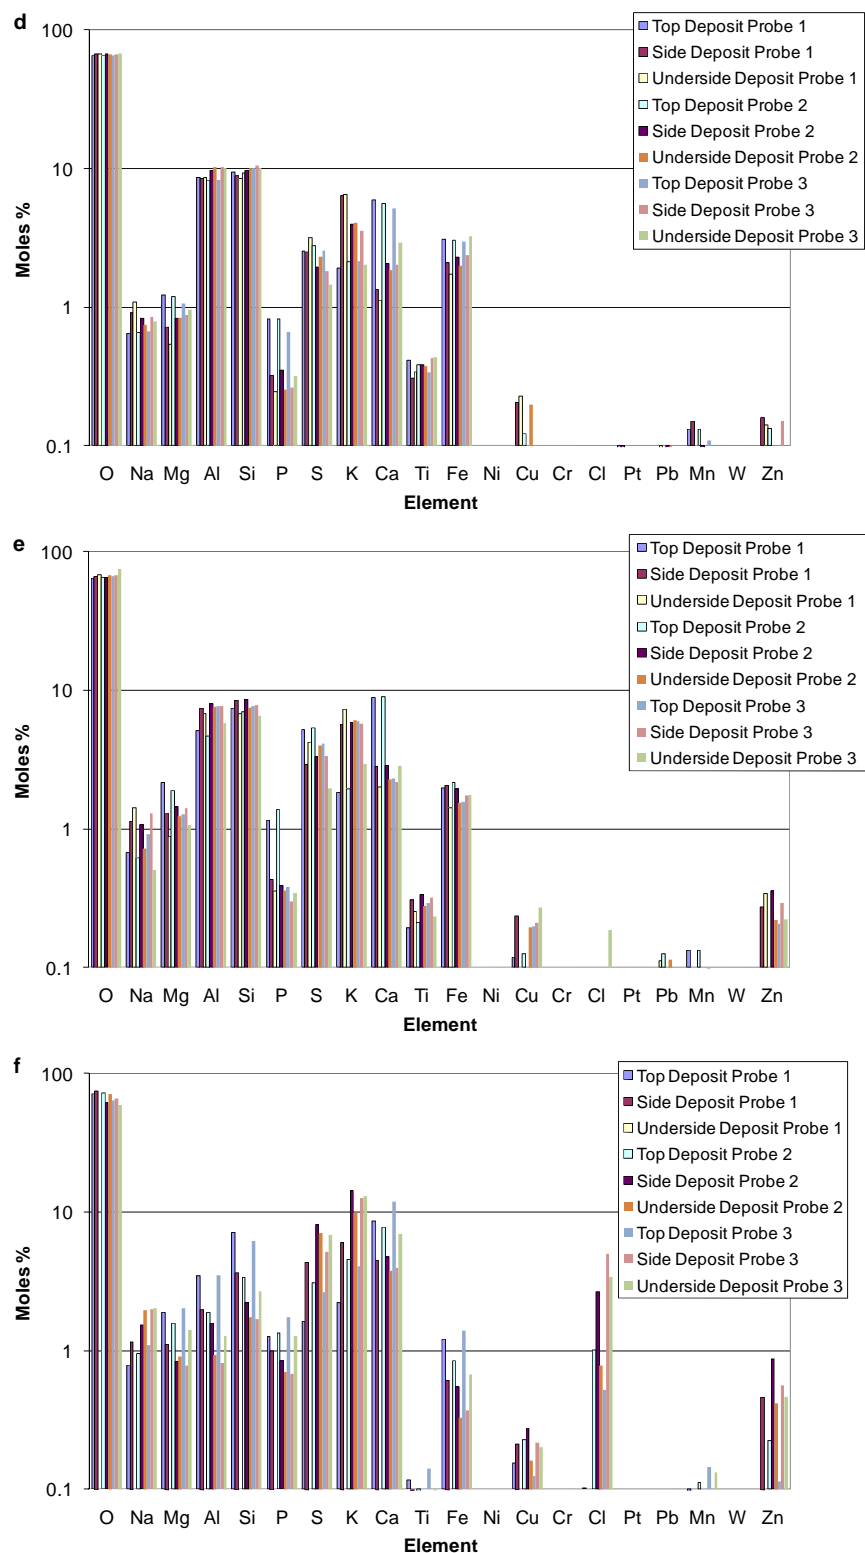 d
100
10
1
0.1
Moles %
O Na Mg Al Si P S K Ca Ti Fe Ni Cu Cr Cl Pt Pb Mn W Zn
Element
Top Deposit Probe 1
Side Deposit Probe 1
Underside Deposit Probe 1
Top Deposit Probe 2
Side Deposit Probe 2
Underside Deposit Probe 2
Top Deposit Probe 3
Side Deposit Probe 3
Underside Deposit Probe 3
e
100
10
1
0.1
Moles %
O Na Mg Al Si P S K Ca Ti Fe Ni Cu Cr Cl Pt Pb Mn W Zn
Element
Top Deposit Probe 1
Side Deposit Probe 1
Underside Deposit Probe 1
Top Deposit Probe 2
Side Deposit Probe 2
Underside Deposit Probe 2
Top Deposit Probe 3
Side Deposit Probe 3
Underside Deposit Probe 3
f
100
10
1
0.1
Moles %
O Na Mg Al Si P S K Ca Ti Fe Ni Cu Cr Cl Pt Pb Mn W Zn
Element
Top Deposit Probe 1
Side Deposit Probe 1
Underside Deposit Probe 1
Top Deposit Probe 2
Side Deposit Probe 2
Underside Deposit Probe 2
Top Deposit Probe 3
Side Deposit Probe 3
Underside Deposit Probe 3